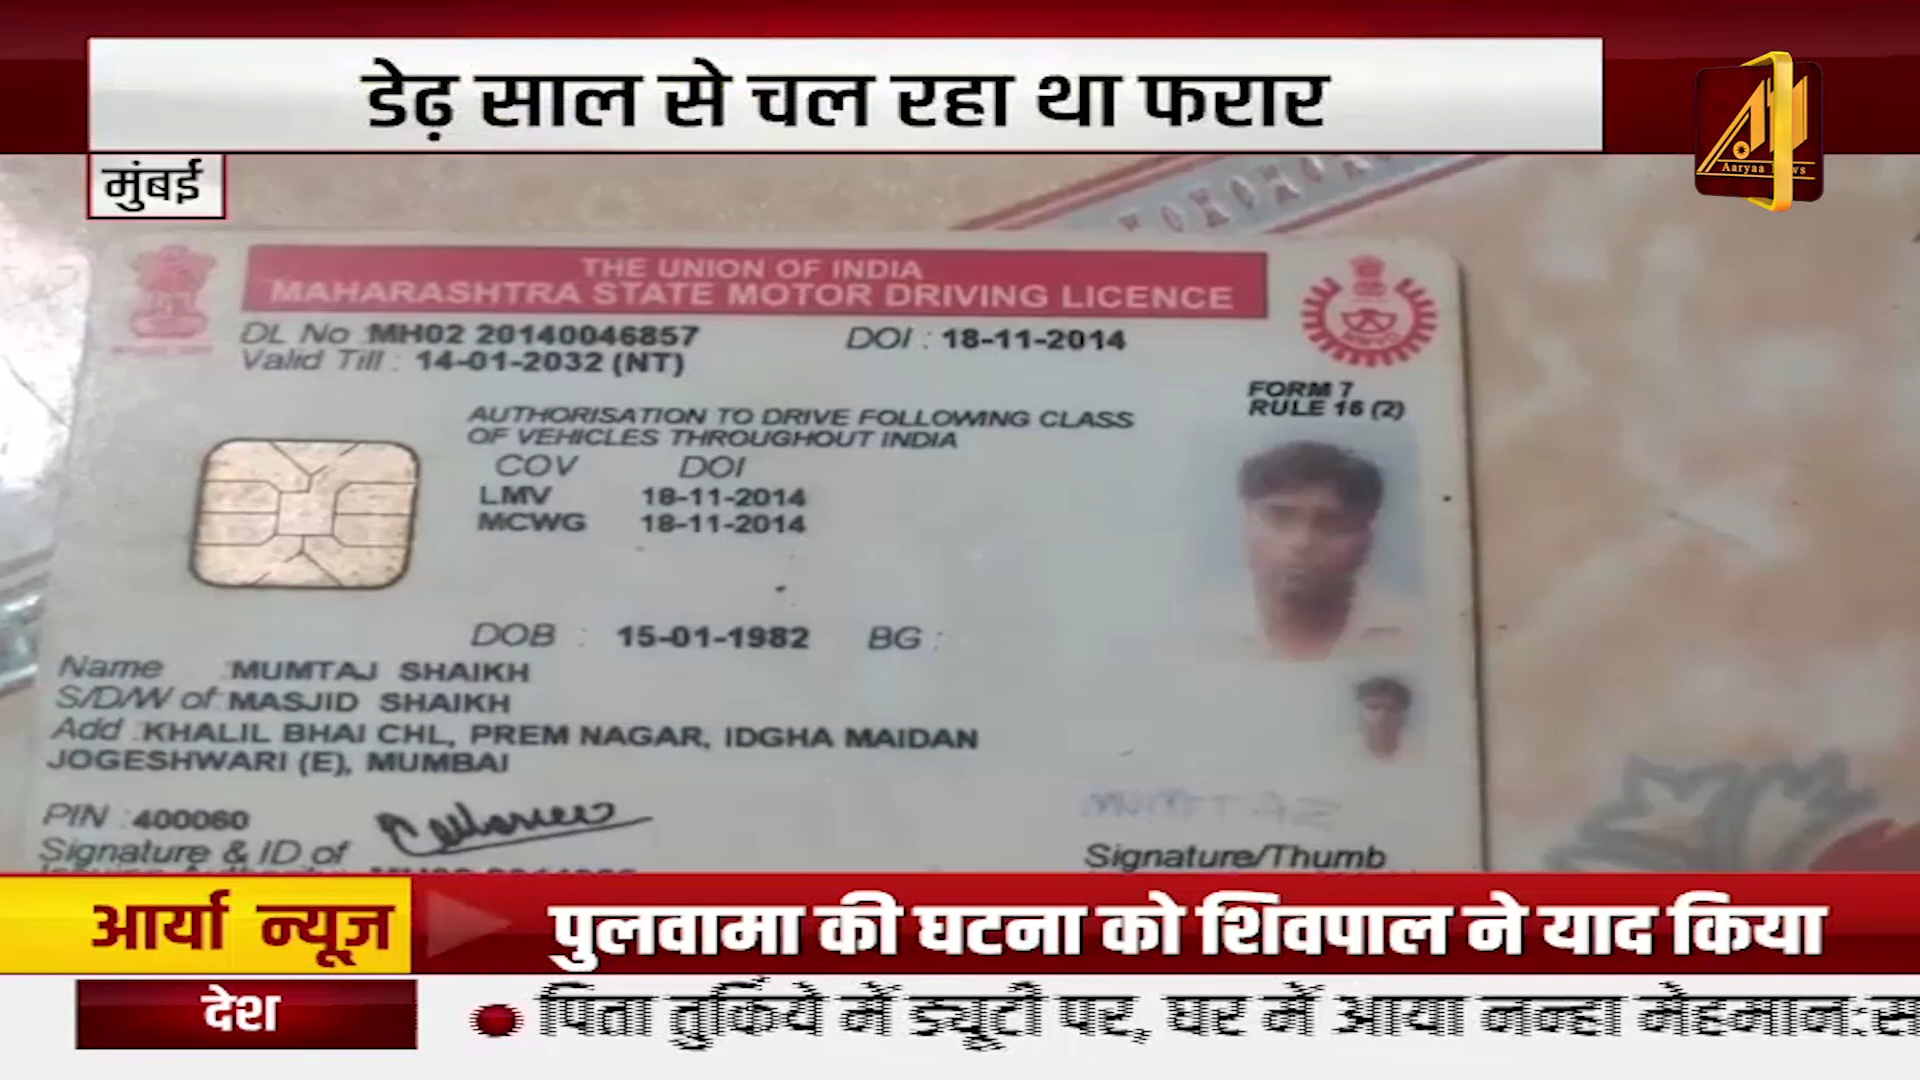 डेढ़ साल से चल रहा था फरार
Aaryaa News
मुंबई
THE UNION OF INDIA
MAHARASHTRA STATE MOTOR DRIVING LICENCE
DL No : MH02 20140046857 DOI : 18-11-2014
Valid Till : 14-01-2032 (NT)
FORM 7
RULE 16 (2)
AUTHORISATION TO DRIVE FOLLOWING CLASS
OF VEHICLES THROUGHOUT INDIA
COV DOI
LMV 18-11-2014
MCWG 18-11-2014
DOB : 15-01-1982 BG :
Name : MUMTAJ SHAIKH
S/D/W of : MASJID SHAIKH
Add : KHALIL BHAI CHL, PREM NAGAR, IDGHA MAIDAN
JOGESHWARI (E), MUMBAI
PIN : 400060
MUMTAZ
Signature & ID of
Signature/Thumb
आर्या न्यूज़
पुलवामा की घटना को शिवपाल ने याद किया
देश
पिता तुर्किये में ड्यूटी पर, घर में आया नन्हा मेहमान:स